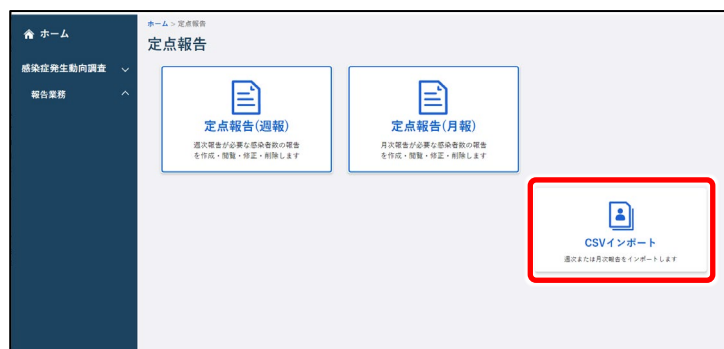 ホーム
感染症発生動向調査
報告業務
ホーム > 定点報告
定点報告
定点報告(週報)
週次報告が必要な感染者数の報告
を作成・閲覧・修正・削除します
定点報告(月報)
月次報告が必要な感染者数の報告
を作成・閲覧・修正・削除します
CSVインポート
週次または月次報告をインポートします